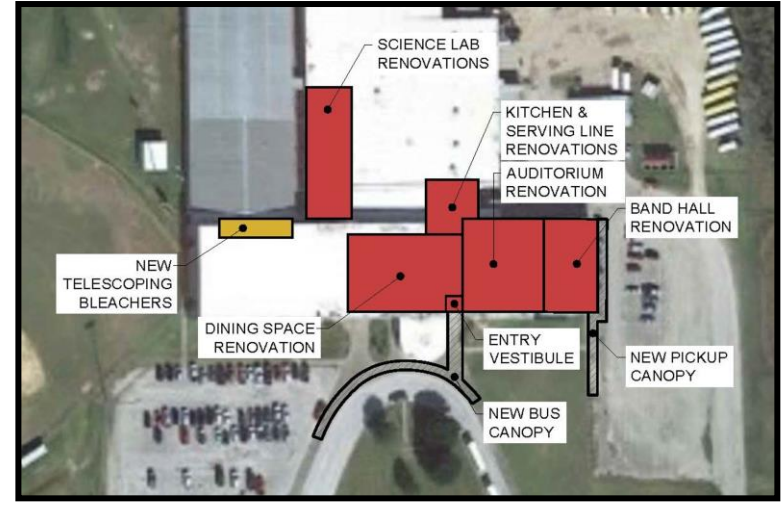 SCIENCE LAB
RENOVATIONS
KITCHEN &
SERVING LINE
RENOVATIONS
AUDITORIUM
RENOVATION
BAND HALL
RENOVATION
NEW
TELESCOPING
BLEACHERS
DINING SPACE
RENOVATION
ENTRY
VESTIBULE
NEW PICKUP
CANOPY
NEW BUS
CANOPY